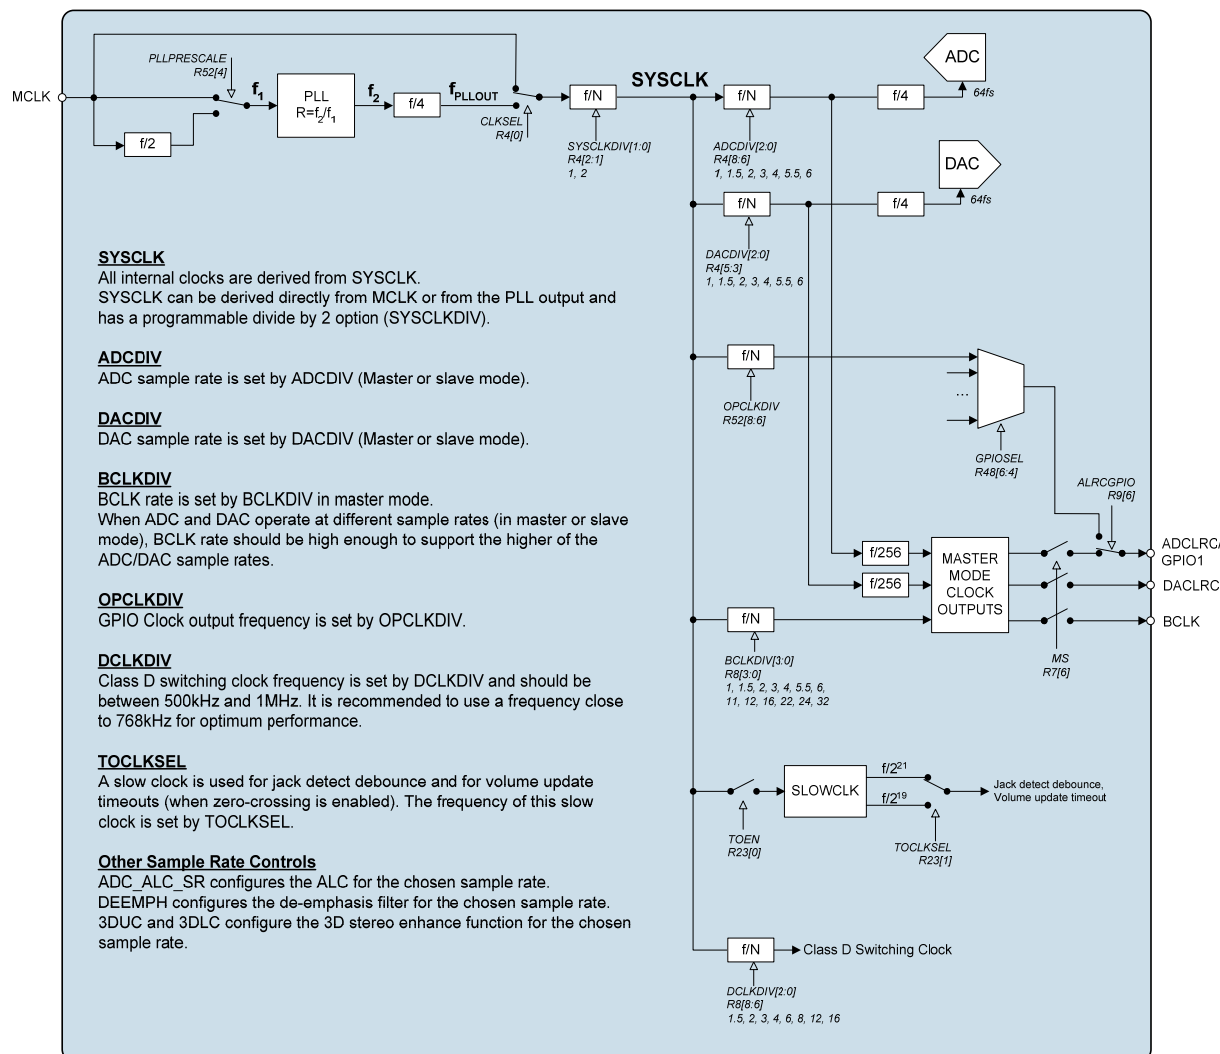 MCLK
PLLPRESCALE
R52[4]
f1
PLL
R=f2/f1
f2
f/4
fPLLOUT
f/2
CLKSEL
R4[0]
f/N
SYSCLKDIV[1:0]
R4[2:1]
1, 2
SYSCLK
f/N
ADCDIV[2:0]
R4[8:6]
1, 1.5, 2, 3, 4, 5.5, 6
f/4
ADC
64fs
f/N
DACDIV[2:0]
R4[5:3]
1, 1.5, 2, 3, 4, 5.5, 6
f/4
DAC
64fs
SYSCLK
All internal clocks are derived from SYSCLK.
SYSCLK can be derived directly from MCLK or from the PLL output and
has a programmable divide by 2 option (SYSCLKDIV).
ADCDIV
ADC sample rate is set by ADCDIV (Master or slave mode).
DACDIV
DAC sample rate is set by DACDIV (Master or slave mode).
BCLKDIV
BCLK rate is set by BCLKDIV in master mode.
When ADC and DAC operate at different sample rates (in master or slave
mode), BCLK rate should be high enough to support the higher of the
ADC/DAC sample rates.
OPCLKDIV
GPIO Clock output frequency is set by OPCLKDIV.
DCLKDIV
Class D switching clock frequency is set by DCLKDIV and should be
between 500kHz and 1MHz. It is recommended to use a frequency close
to 768kHz for optimum performance.
TOCLKSEL
A slow clock is used for jack detect debounce and for volume update
timeouts (when zero-crossing is enabled). The frequency of this slow
clock is set by TOCLKSEL.
Other Sample Rate Controls
ADC_ALC_SR configures the ALC for the chosen sample rate.
DEEMPH configures the de-emphasis filter for the chosen sample rate.
3DUC and 3DLC configure the 3D stereo enhance function for the chosen
sample rate.
f/N
OPCLKDIV
R52[8:6]
...
GPIOSEL
R48[6:4]
ALRCGPIO
R9[6]
f/256
f/256
MASTER
MODE
CLOCK
OUTPUTS
ADCLRC/
GPIO1
DACLRC
BCLK
MS
R7[6]
f/N
BCLKDIV[3:0]
R8[3:0]
1, 1.5, 2, 3, 4, 5.5, 6,
11, 12, 16, 22, 24, 32
TOEN
R23[0]
SLOWCLK
f/2²¹
f/2¹⁹
TOCLKSEL
R23[1]
Jack detect debounce,
Volume update timeout
f/N
Class D Switching Clock
DCLKDIV[2:0]
R8[8:6]
1.5, 2, 3, 4, 6, 8, 12, 16